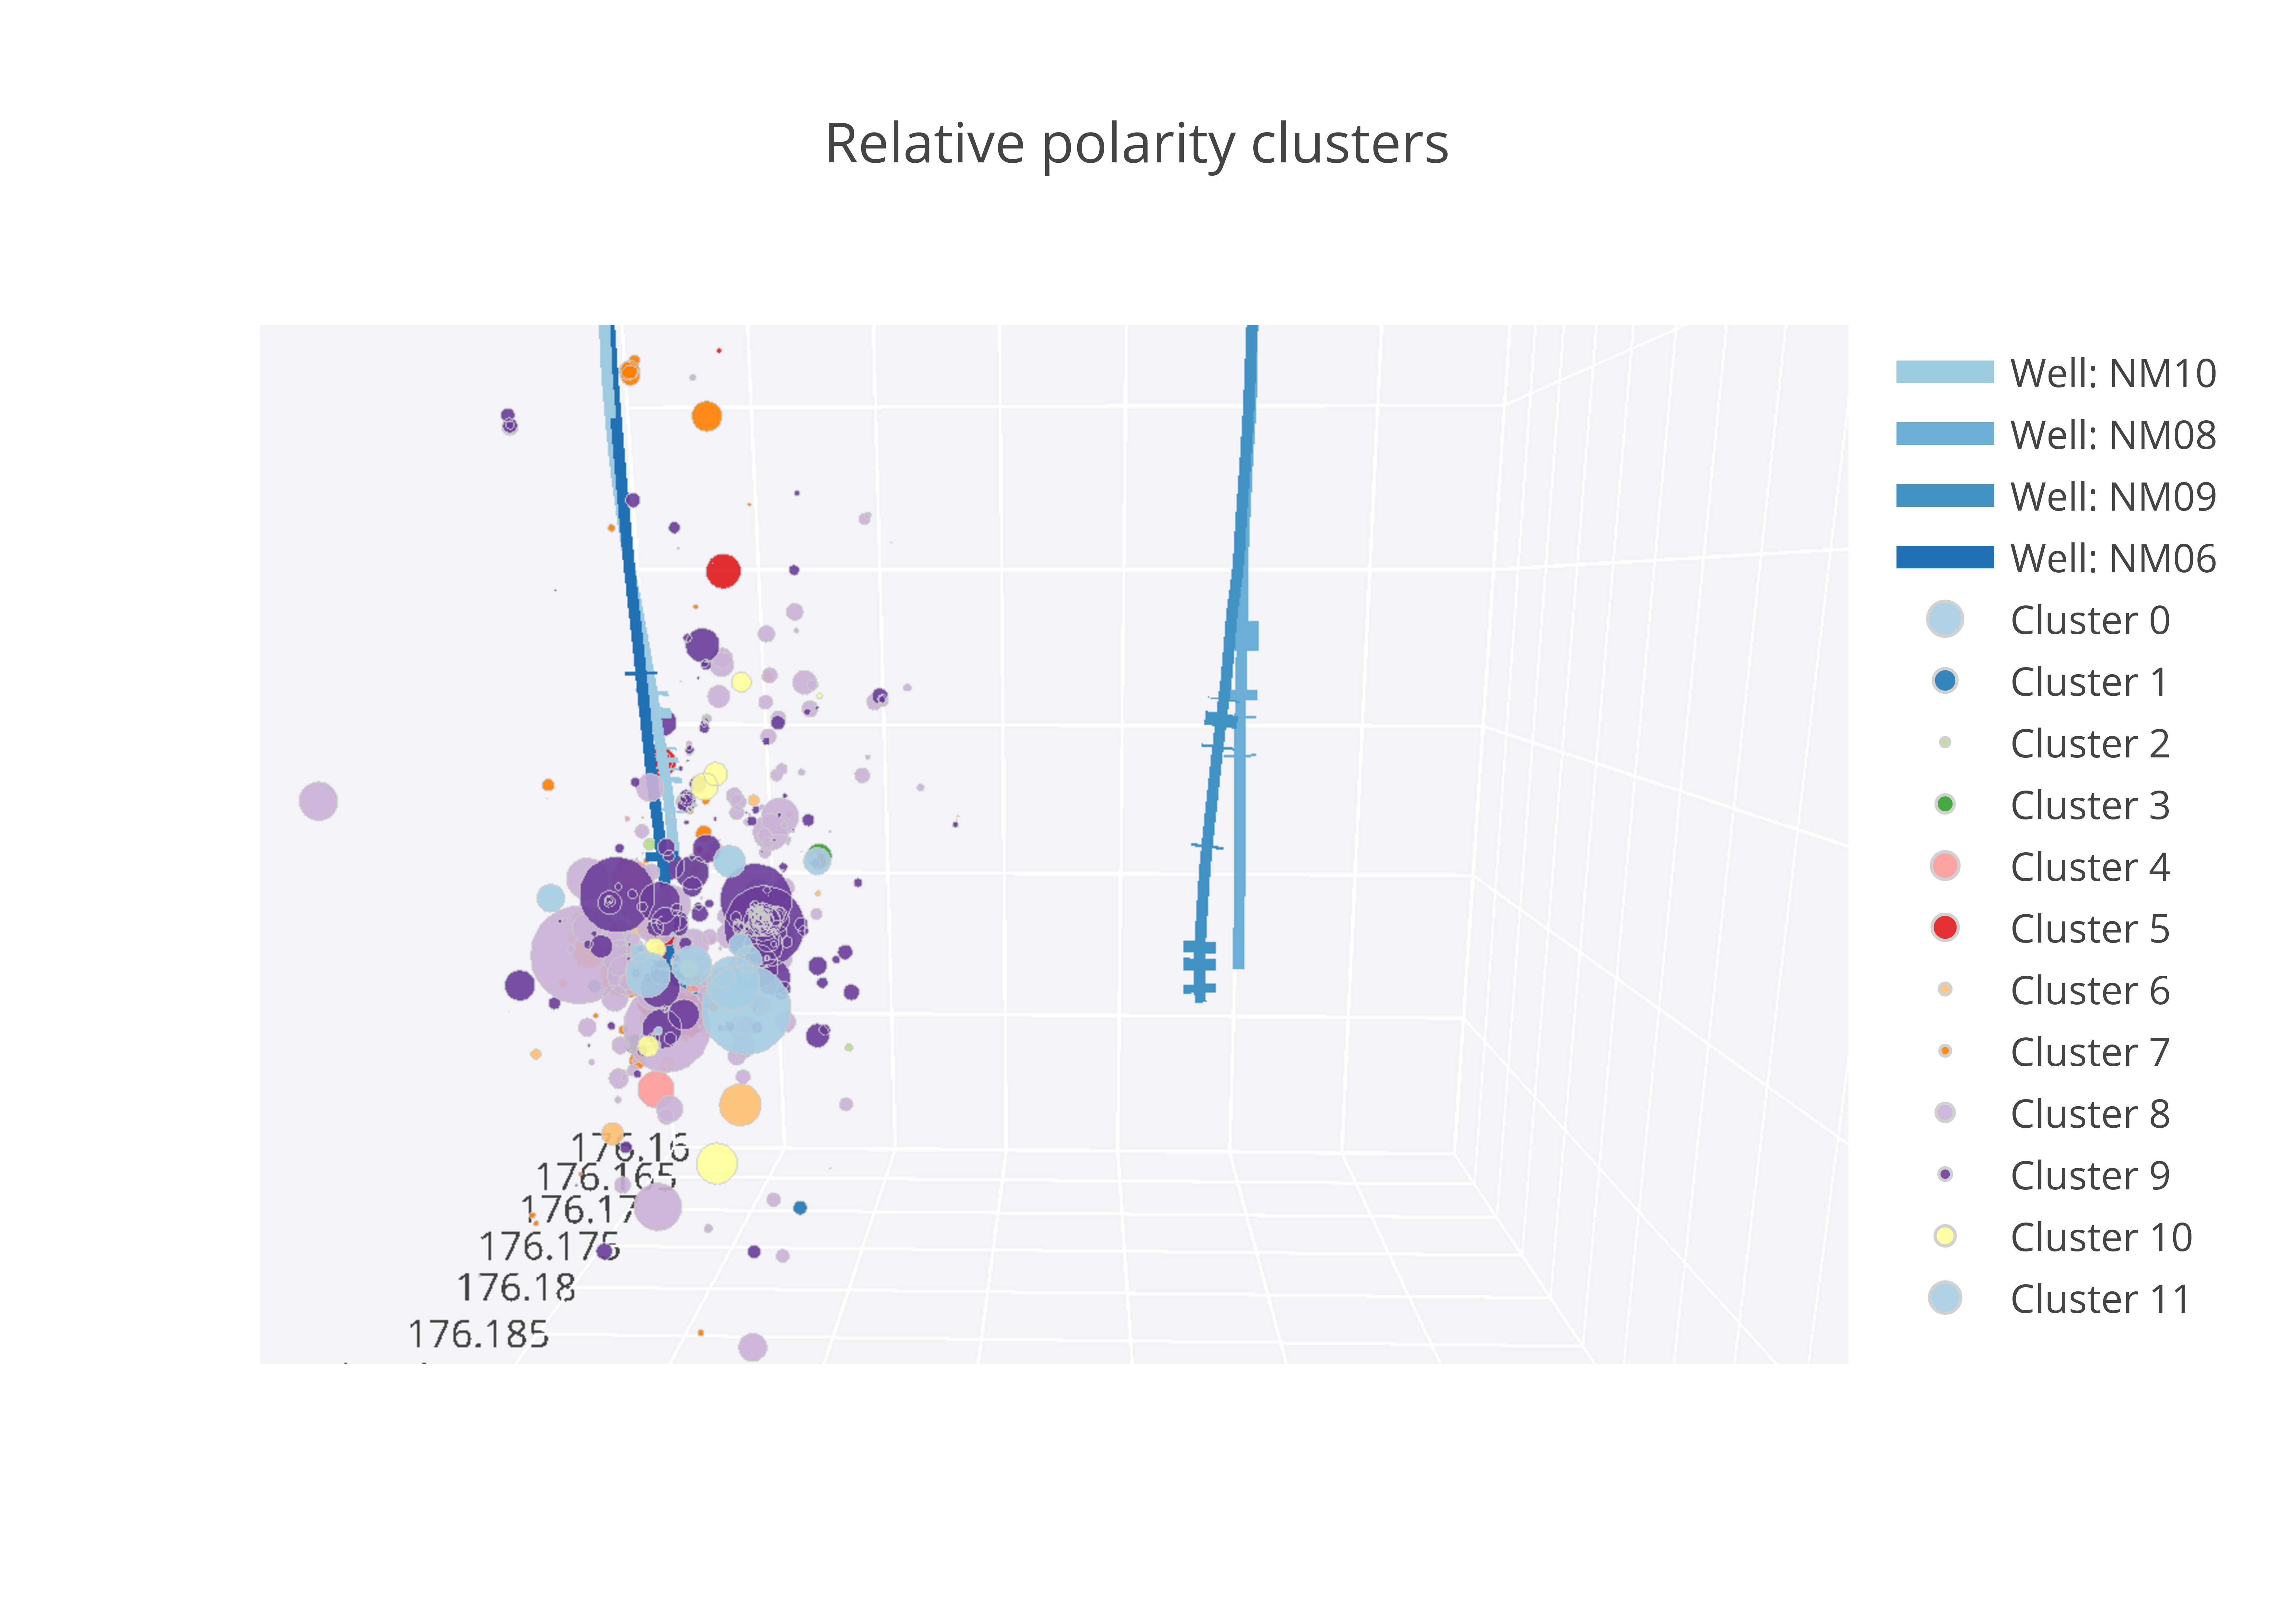 Relative polarity clusters
Well: NM10
Well: NM08
Well: NM09
Well: NM06
Cluster 0
Cluster 1
Cluster 2
Cluster 3
Cluster 4
Cluster 5
Cluster 6
Cluster 7
Cluster 8
Cluster 9
Cluster 10
Cluster 11
176.16
176.165
176.17
176.175
176.18
176.185